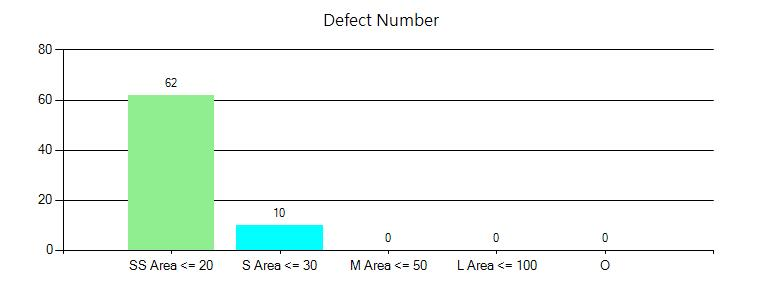 Defect Number
80
60
40
20
0
62
10
0
0
0
SS Area <= 20
S Area <= 30
M Area <= 50
L Area <= 100
O